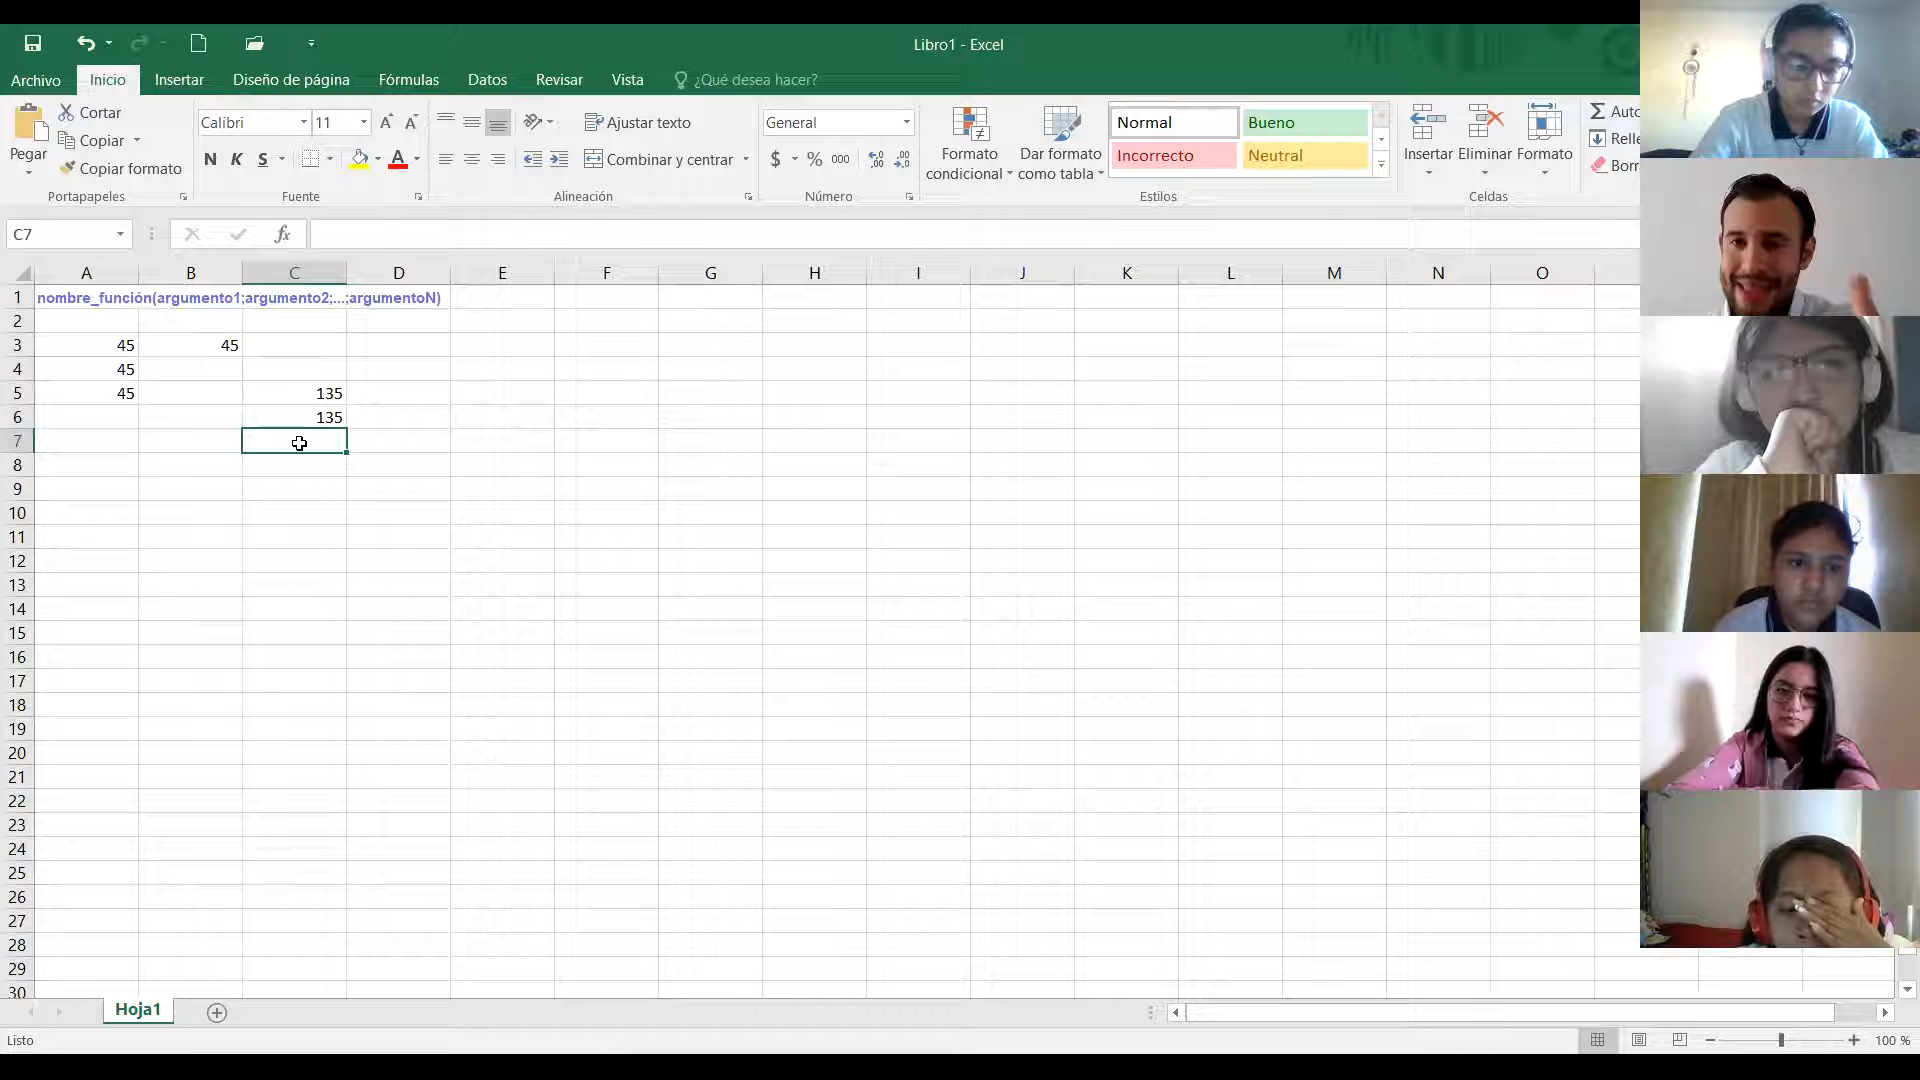 Libro1 - Excel
Archivo Inicio Insertar Diseño de página Fórmulas Datos Revisar Vista ¿Qué desea hacer?
Pegar
Cortar
Copiar
Copiar formato
Portapapeles
Calibri 11
N K S
Fuente
Ajustar texto
Combinar y centrar
Alineación
General
$ % 000
Número
Formato condicional
Dar formato como tabla
Normal Bueno
Incorrecto Neutral
Estilos
Insertar Eliminar Formato
Celdas
C7
fx
A B C D E F G H I J K L M N O
1 nombre_función(argumento1;argumento2;...;argumentoN)
2
3 45 45
4 45
5 45 135
6 135
7
8
9
10
11
12
13
14
15
16
17
18
19
20
21
22
23
24
25
26
27
28
29
30
Hoja1
Listo
100 %